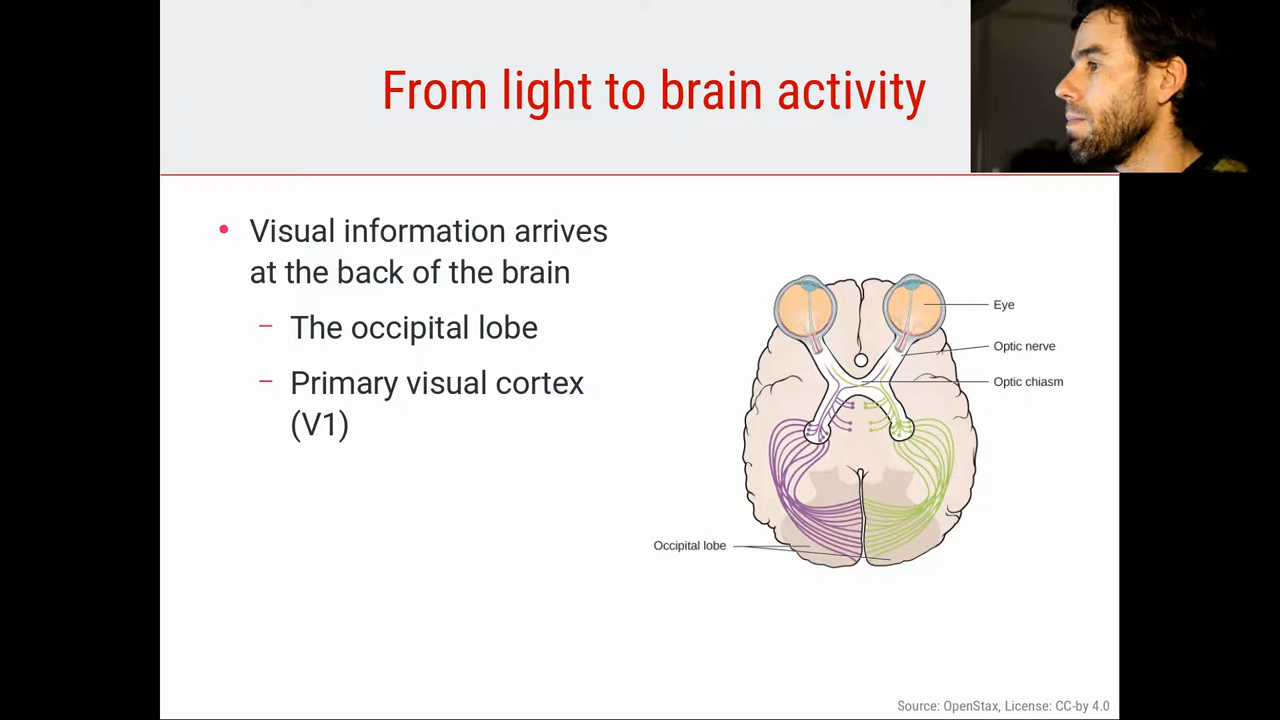 From light to brain activity
• Visual information arrives
at the back of the brain
– The occipital lobe
– Primary visual cortex
(V1)
Eye
Optic nerve
Optic chiasm
Occipital lobe
Source: OpenStax, License: CC-by 4.0